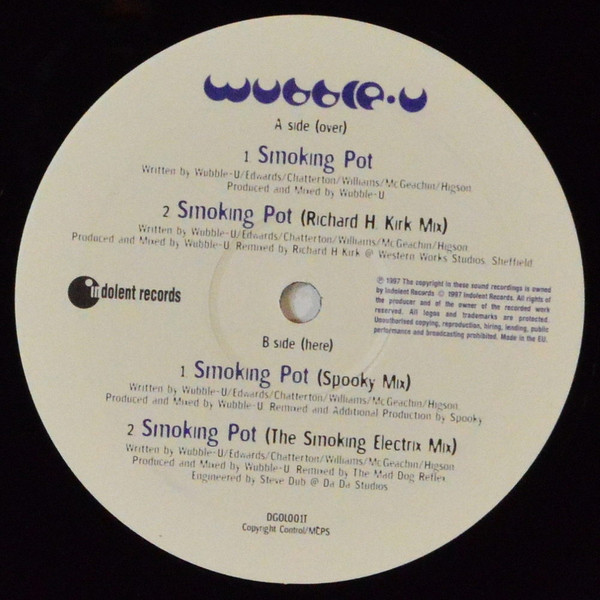 wubble-u
A side (over)
1 Smoking Pot
Written by Wubble-U/Edwards/Chatterton/Williams/McGeachin/Higson
Produced and Mixed by Wubble-U
2 Smoking Pot (Richard H. Kirk Mix)
Written by Wubble-U/Edwards/Chatterton/Williams/McGeachin/Higson
Produced and Mixed by Wubble-U. Remixed by Richard H Kirk @ Western Works Studios, Sheffield
indolent records
℗ 1997 The copyright in these sound recordings is owned
by Indolent Records © 1997 Indolent Records. All rights of
the producer and of the owner of the recorded work
reserved. All logos and trademarks are protected.
Unauthorised copying, reproduction, hiring, lending, public
performance and broadcasting prohibited. Made in the EU.
B side (here)
1 Smoking Pot (Spooky Mix)
Written by Wubble-U/Edwards/Chatterton/Williams/McGeachin/Higson
Produced and Mixed by Wubble-U. Remixed and Additional Production by Spooky
2 Smoking Pot (The Smoking Electrix Mix)
Written by Wubble-U/Edwards/Chatterton/Williams/McGeachin/Higson
Produced and Mixed by Wubble-U. Remixed by The Mad Dog Reflex
Engineered by Steve Dub @ Da Da Studios
DGOL001T
Copyright Control/MCPS